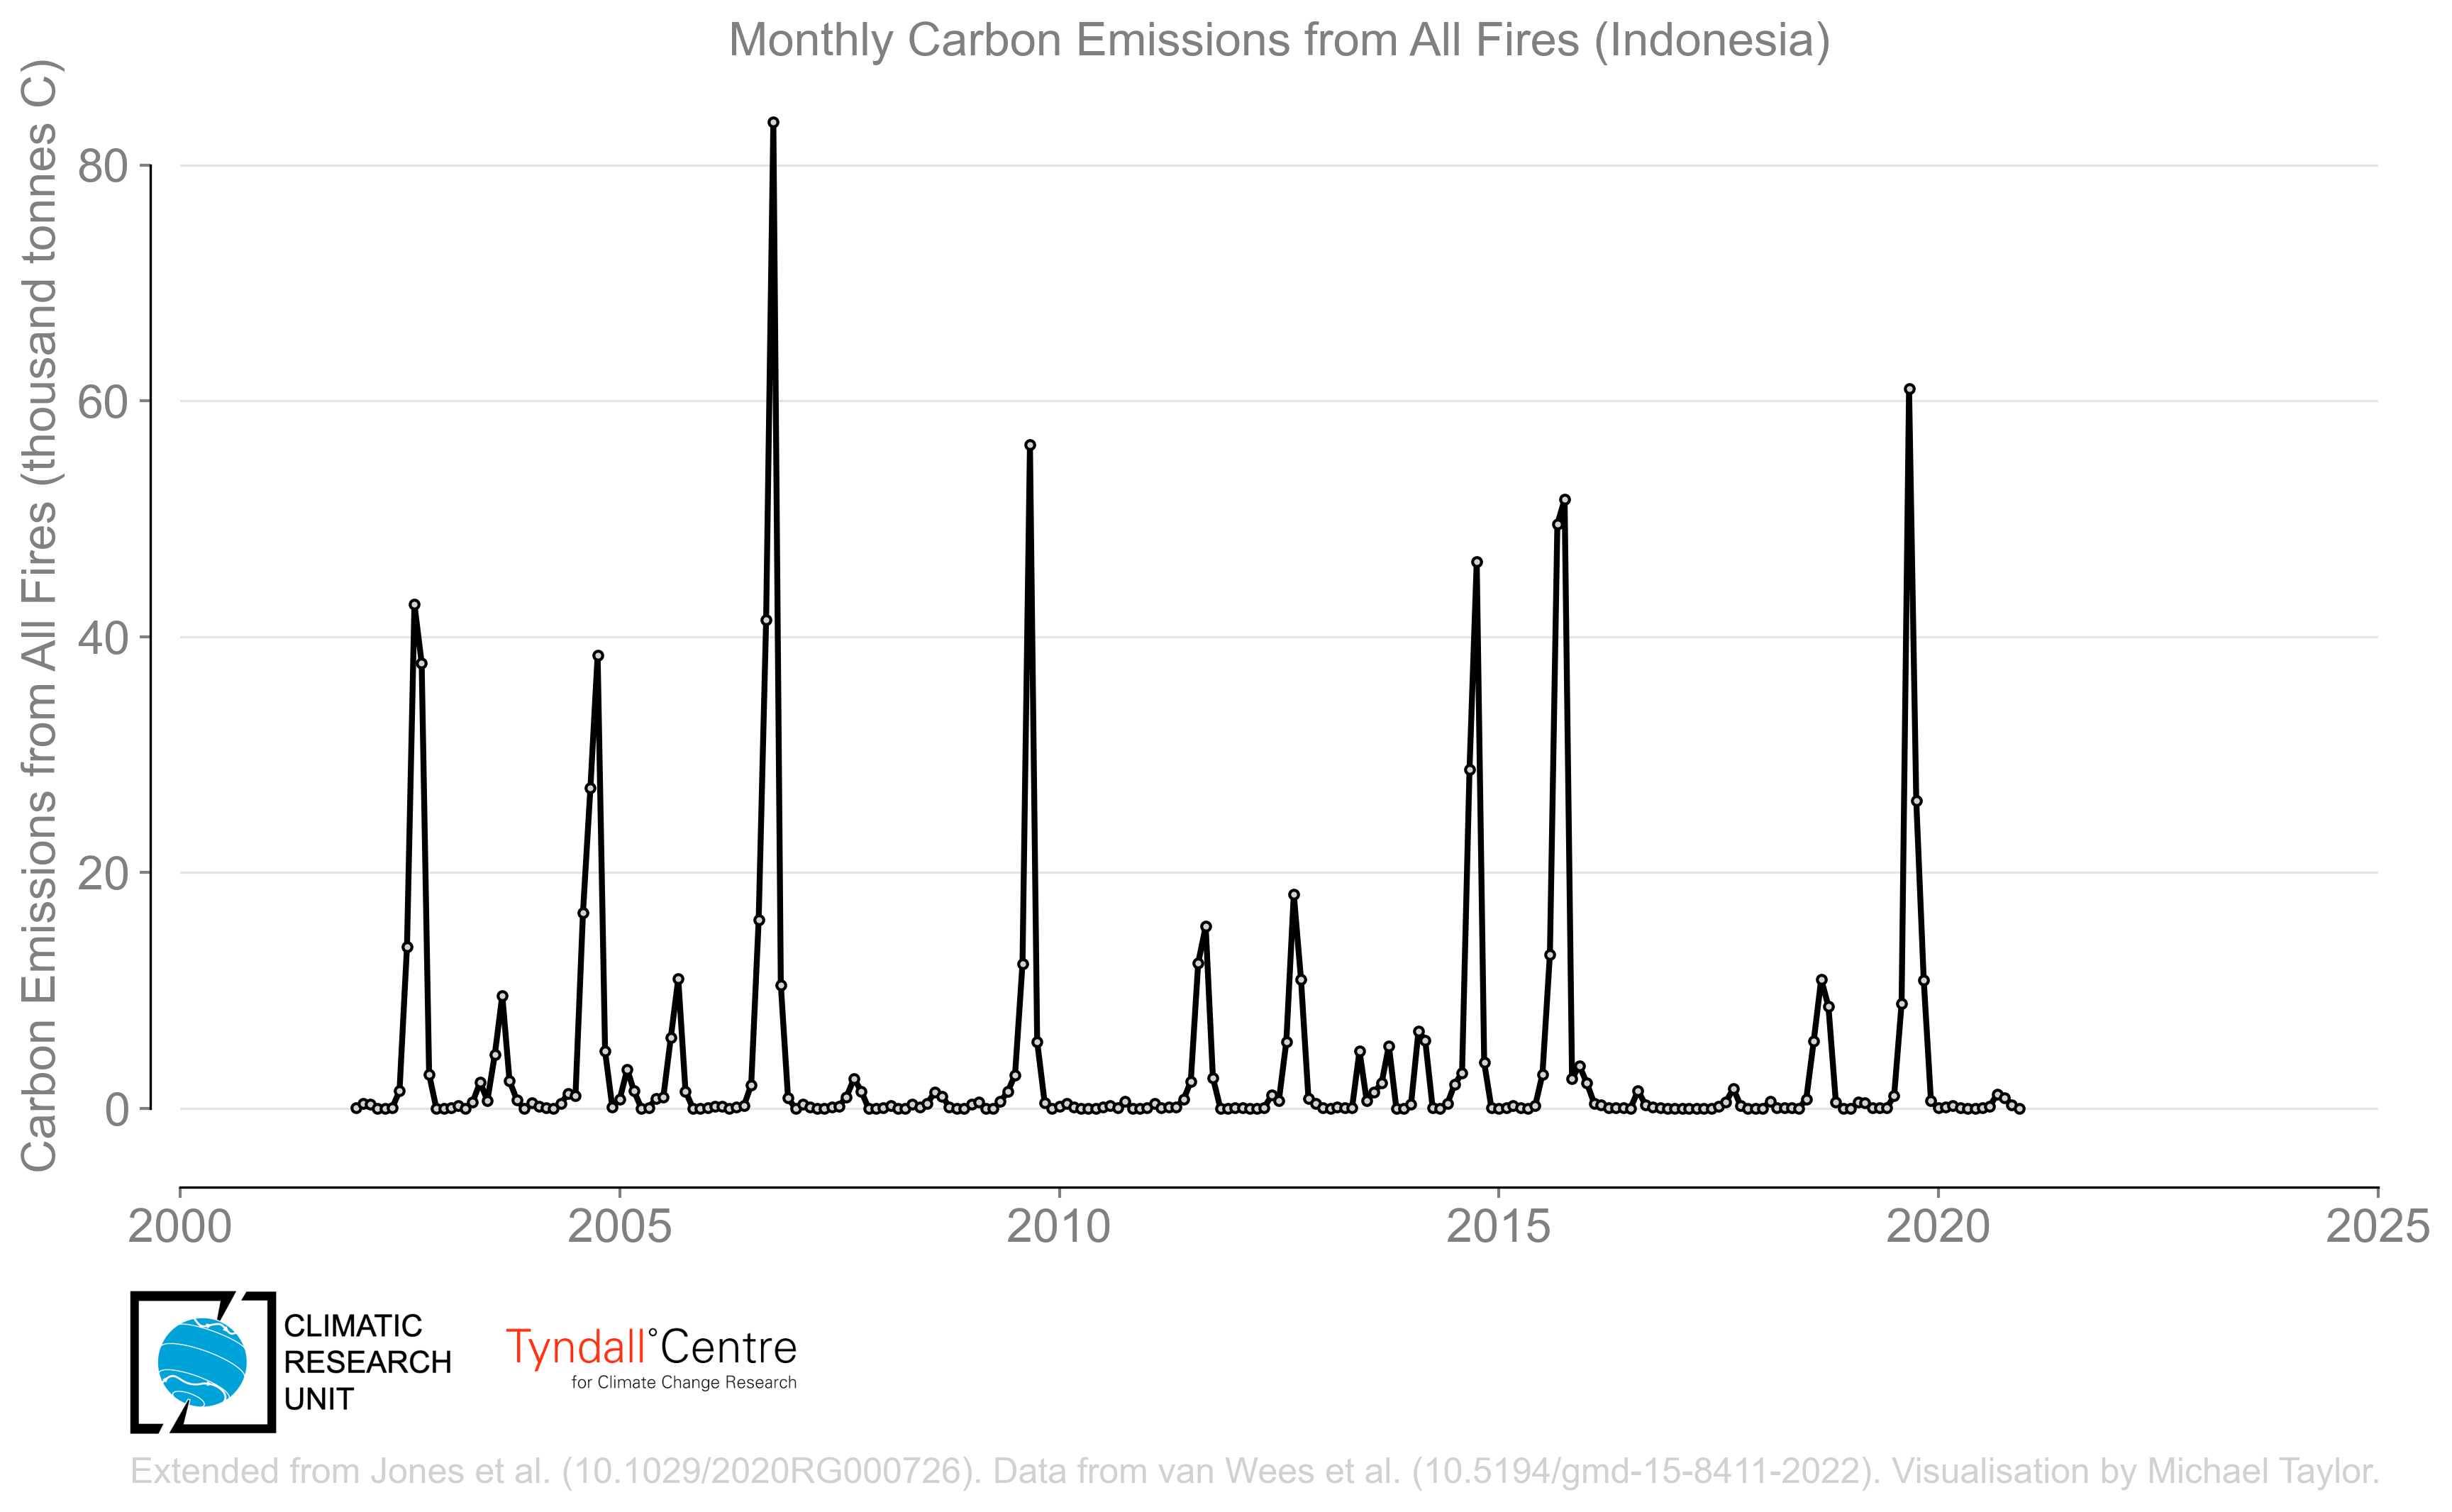 Monthly Carbon Emissions from All Fires (Indonesia)
Carbon Emissions from All Fires (thousand tonnes C)
80
60
40
20
0
2000 2005 2010 2015 2020 2025
CLIMATIC
RESEARCH
UNIT
Tyndall°Centre
for Climate Change Research
Extended from Jones et al. (10.1029/2020RG000726). Data from van Wees et al. (10.5194/gmd-15-8411-2022). Visualisation by Michael Taylor.